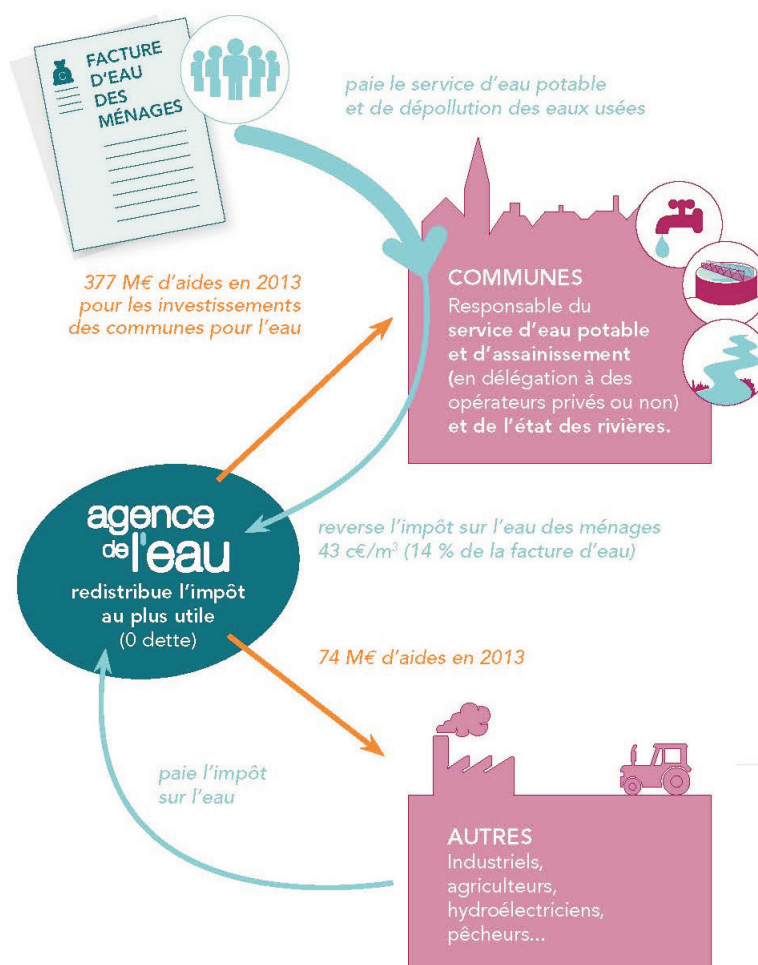 FACTURE
D'EAU
DES
MÉNAGES
paie le service d'eau potable
et de dépollution des eaux usées
377 M€ d'aides en 2013
pour les investissements
des communes pour l'eau
COMMUNES
Responsable du
service d'eau potable
et d'assainissement
(en délégation à des
opérateurs privés ou non)
et de l'état des rivières.
agence
de l'eau
redistribue l'impôt
au plus utile
(0 dette)
reverse l'impôt sur l'eau des ménages
43 c€/m³ (14 % de la facture d'eau)
74 M€ d'aides en 2013
paie l'impôt
sur l'eau
AUTRES
Industriels,
agriculteurs,
hydroélectriciens,
pêcheurs...